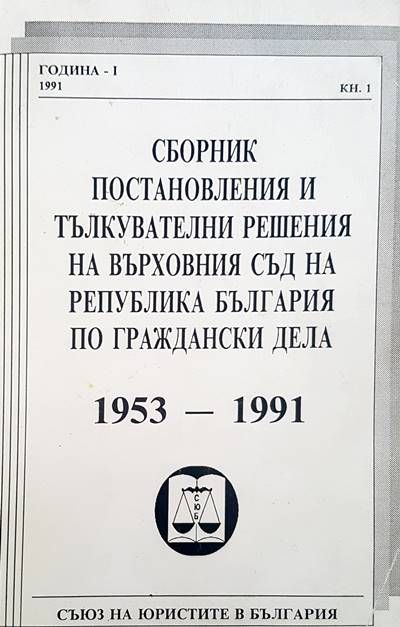 ГОДИНА - I
1991
КН. 1
СБОРНИК
ПОСТАНОВЛЕНИЯ И
ТЪЛКУВАТЕЛНИ РЕШЕНИЯ
НА ВЪРХОВНИЯ СЪД НА
РЕПУБЛИКА БЪЛГАРИЯ
ПО ГРАЖДАНСКИ ДЕЛА
1953 — 1991
С
Ю
Б
СЪЮЗ НА ЮРИСТИТЕ В БЪЛГАРИЯ